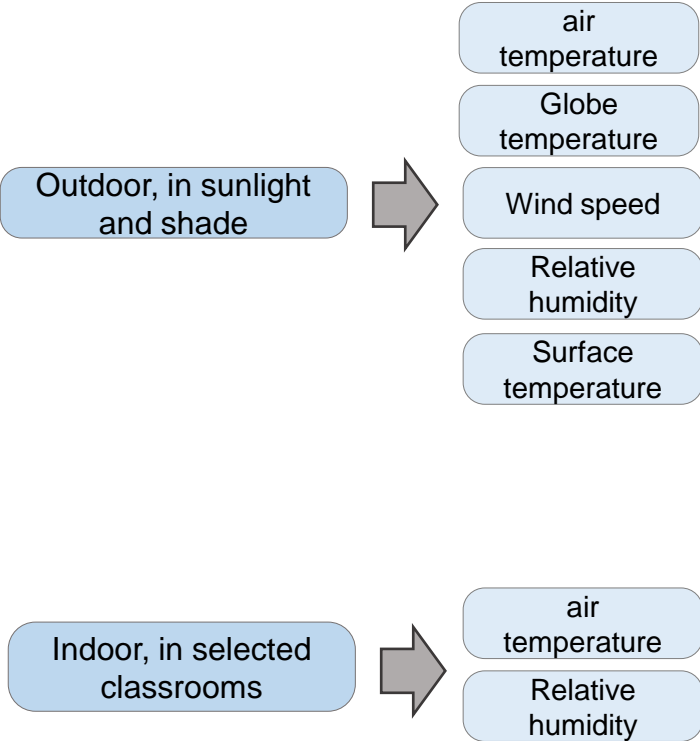 air
temperature
Globe
temperature
Outdoor, in sunlight
and shade
Wind speed
Relative
humidity
Surface
temperature
air
temperature
Indoor, in selected
classrooms
Relative
humidity